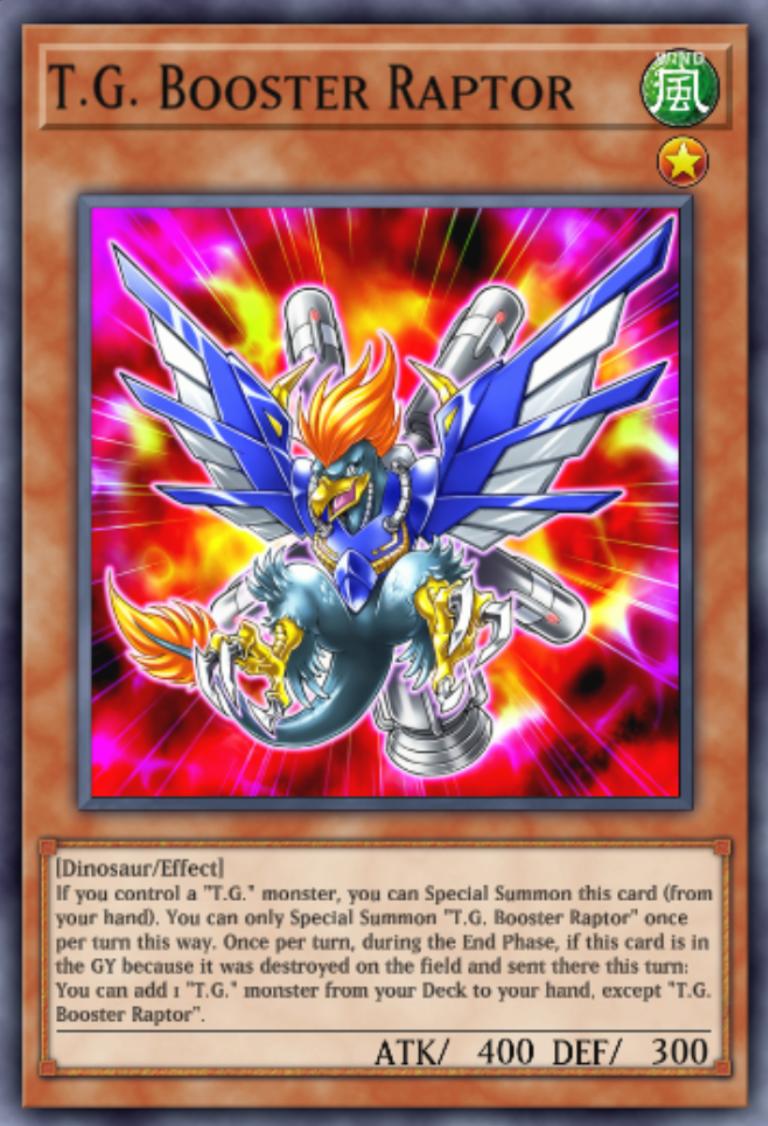 T.G. Booster Raptor
WIND
風
[Dinosaur/Effect]
If you control a "T.G." monster, you can Special Summon this card (from
your hand). You can only Special Summon "T.G. Booster Raptor" once
per turn this way. Once per turn, during the End Phase, if this card is in
the GY because it was destroyed on the field and sent there this turn:
You can add 1 "T.G." monster from your Deck to your hand, except "T.G.
Booster Raptor".
ATK/ 400 DEF/ 300